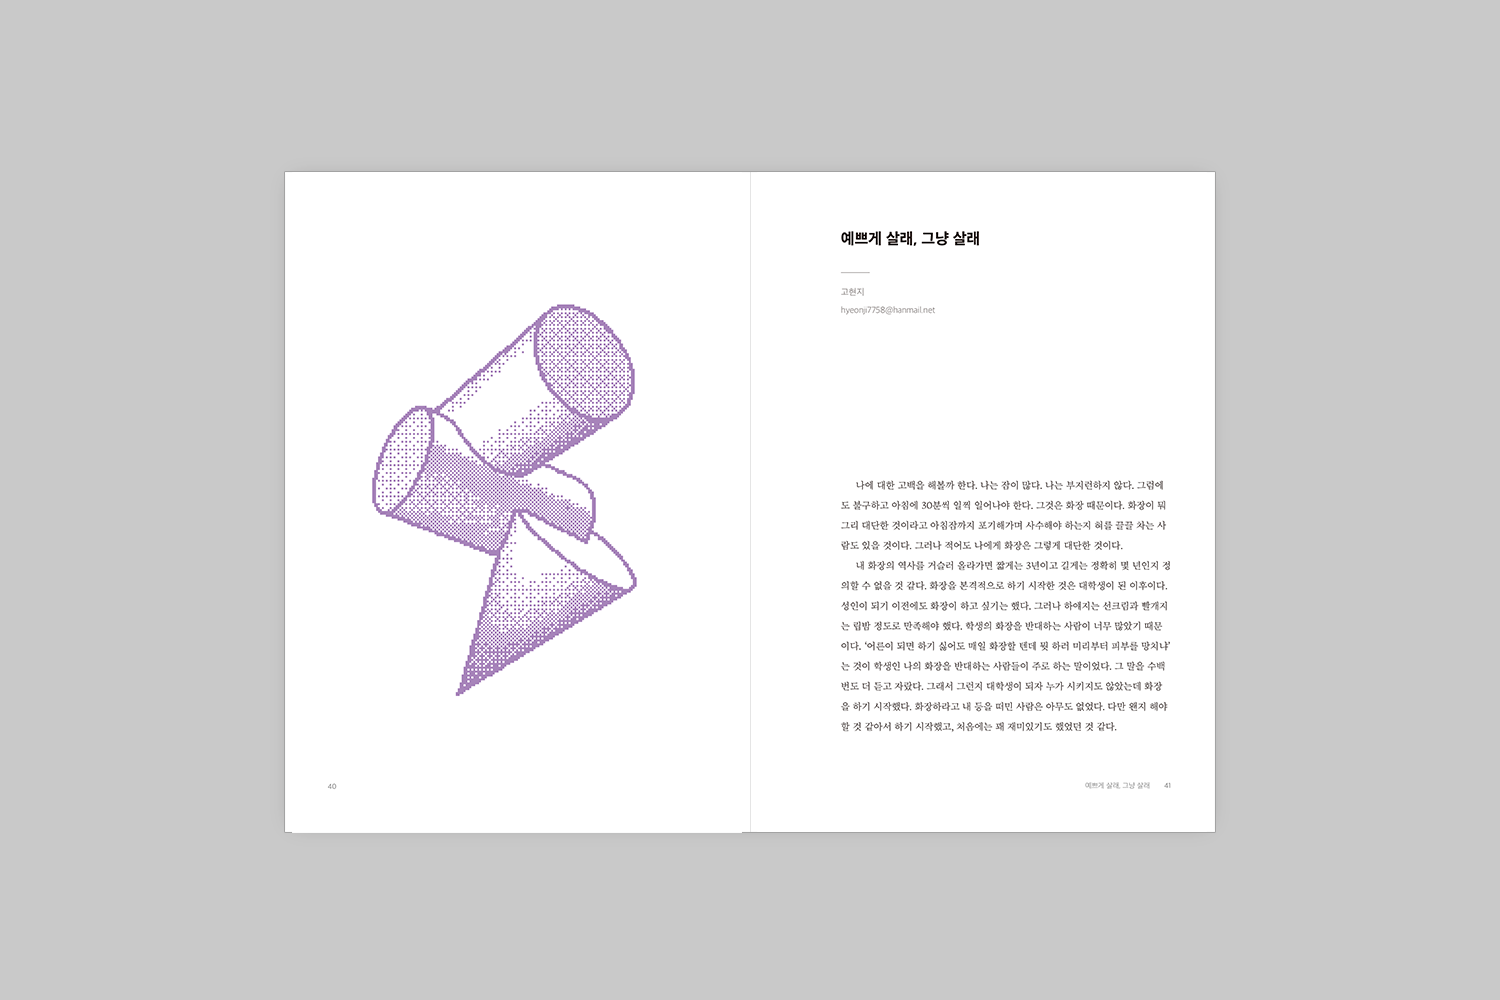 예쁘게 살래, 그냥 살래
고현지
hyeonji7758@hanmail.net
나에 대한 고백을 해볼까 한다. 나는 잠이 많다. 나는 부지런하지 않다. 그럼에
도 불구하고 아침에 30분씩 일찍 일어나야 한다. 그것은 화장 때문이다. 화장이 뭐
그리 대단한 것이라고 아침잠까지 포기해가며 사수해야 하는지 혀를 끌끌 차는 사
람도 있을 것이다. 그러나 적어도 나에게 화장은 그렇게 대단한 것이다.
내 화장의 역사를 거슬러 올라가면 짧게는 3년이고 길게는 정확히 몇 년인지 정
의할 수 없을 것 같다. 화장을 본격적으로 하기 시작한 것은 대학생이 된 이후이다.
성인이 되기 이전에도 화장이 하고 싶기는 했다. 그러나 하얘지는 선크림과 빨개지
는 립밤 정도로 만족해야 했다. 학생의 화장을 반대하는 사람이 너무 많았기 때문
이다. ‘어른이 되면 하기 싫어도 매일 화장할 텐데 뭣 하러 미리부터 피부를 망치냐’
는 것이 학생인 나의 화장을 반대하는 사람들이 주로 하는 말이었다. 그 말을 수백
번도 더 듣고 자랐다. 그래서 그런지 대학생이 되자 누가 시키지도 않았는데 화장
을 하기 시작했다. 화장하라고 내 등을 떠민 사람은 아무도 없었다. 다만 왠지 해야
할 것 같아서 하기 시작했고, 처음에는 꽤 재미있기도 했었던 것 같다.
40
예쁘게 살래, 그냥 살래 41